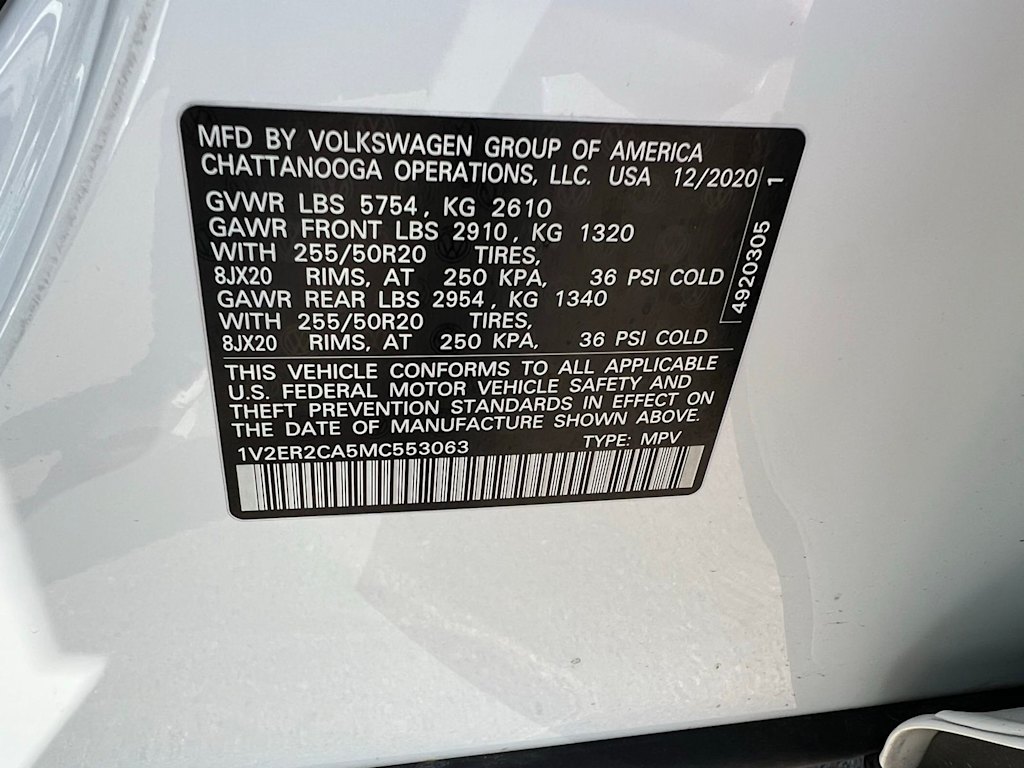 MFD BY VOLKSWAGEN GROUP OF AMERICA
CHATTANOOGA OPERATIONS, LLC. USA 12/2020
GVWR LBS 5754, KG 2610
GAWR FRONT LBS 2910, KG 1320
WITH 255/50R20 TIRES,
8JX20 RIMS, AT 250 KPA, 36 PSI COLD
GAWR REAR LBS 2954, KG 1340
WITH 255/50R20 TIRES,
8JX20 RIMS, AT 250 KPA, 36 PSI COLD
4920305 1
THIS VEHICLE CONFORMS TO ALL APPLICABLE
U.S. FEDERAL MOTOR VEHICLE SAFETY AND
THEFT PREVENTION STANDARDS IN EFFECT ON
THE DATE OF MANUFACTURE SHOWN ABOVE.
1V2ER2CA5MC553063 TYPE: MPV